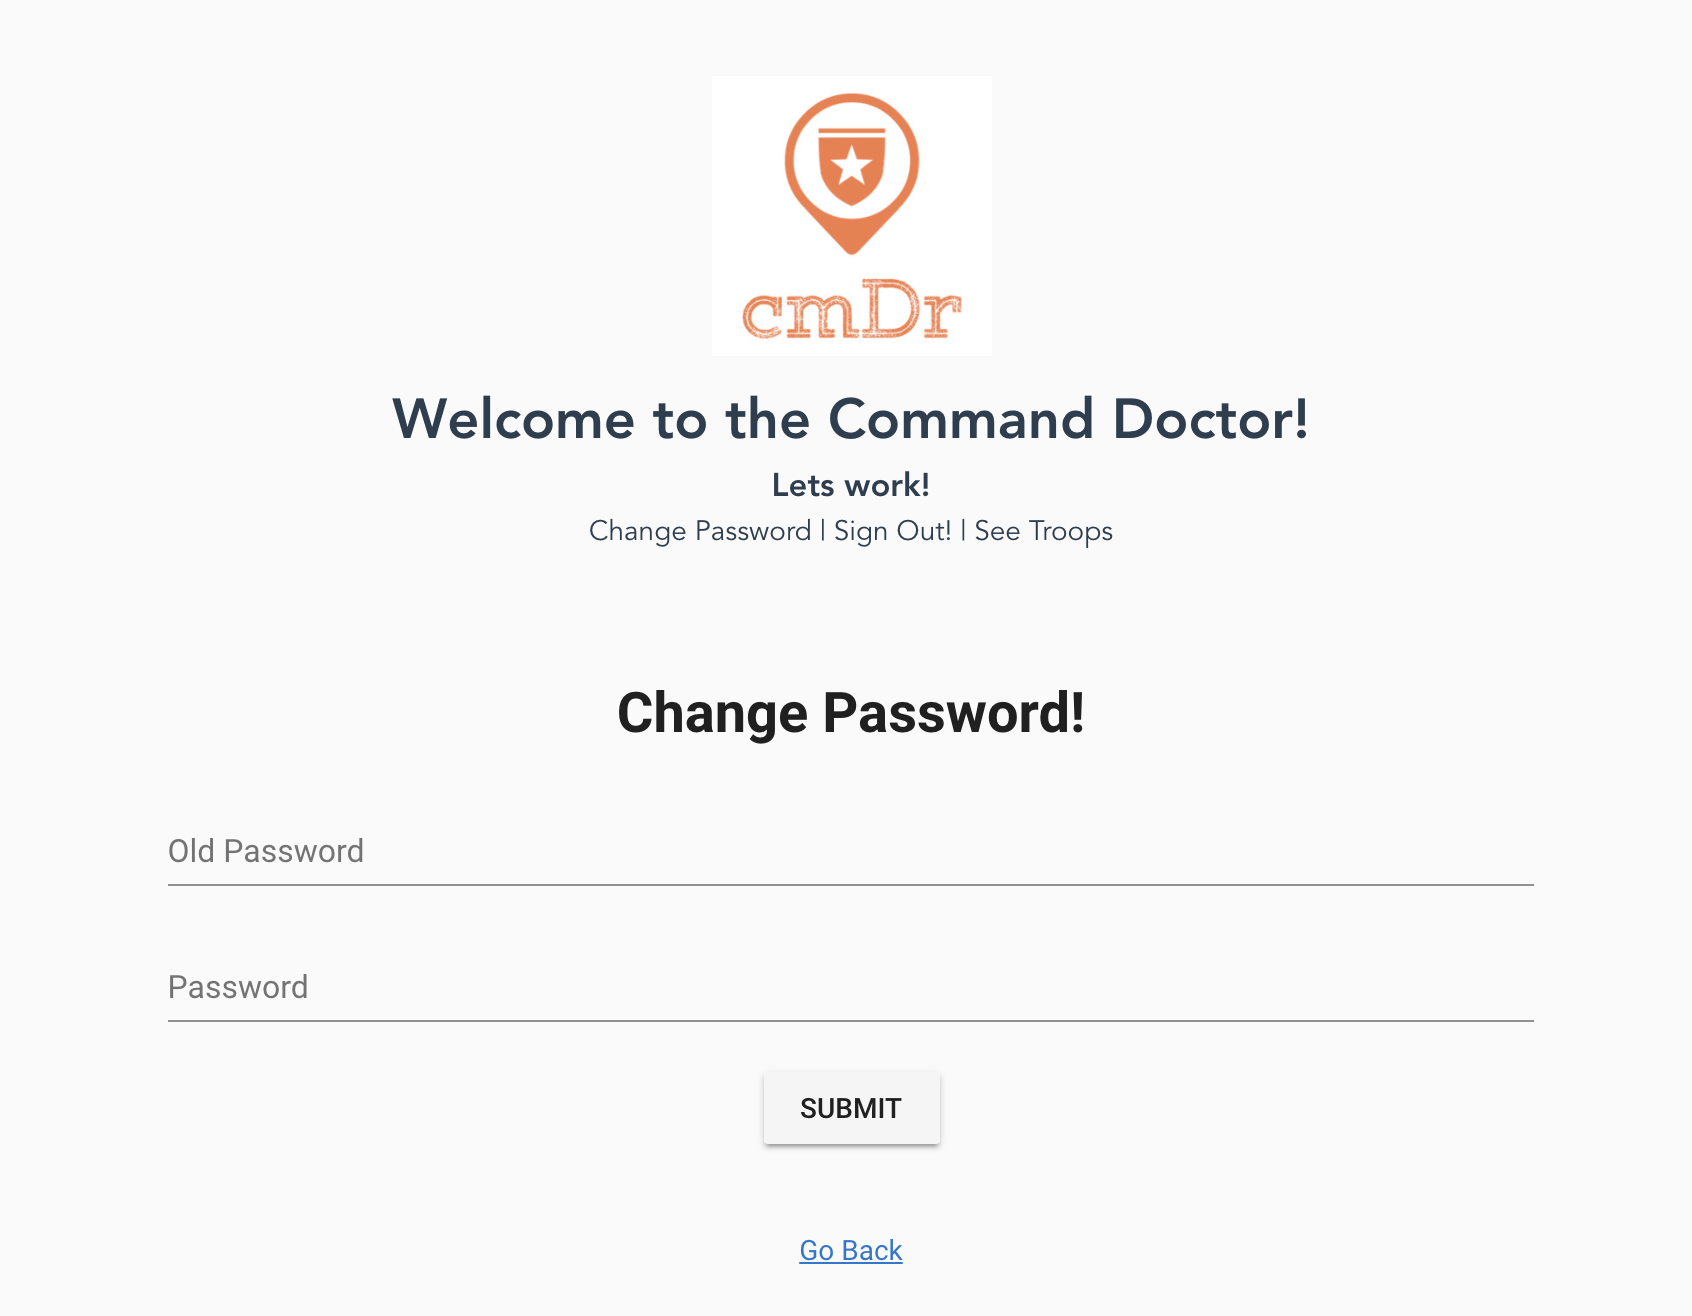 cmDr
Welcome to the Command Doctor!
Lets work!
Change Password | Sign Out! | See Troops
Change Password!
Old Password
Password
SUBMIT
Go Back